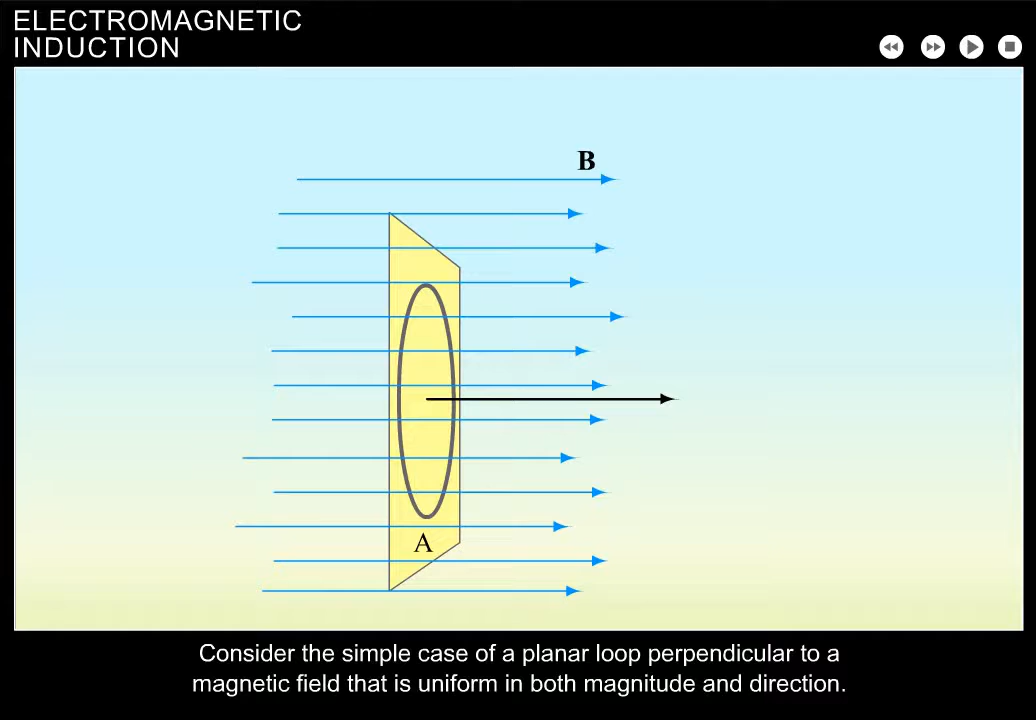 ELECTROMAGNETIC
INDUCTION
B
A
Consider the simple case of a planar loop perpendicular to a
magnetic field that is uniform in both magnitude and direction.